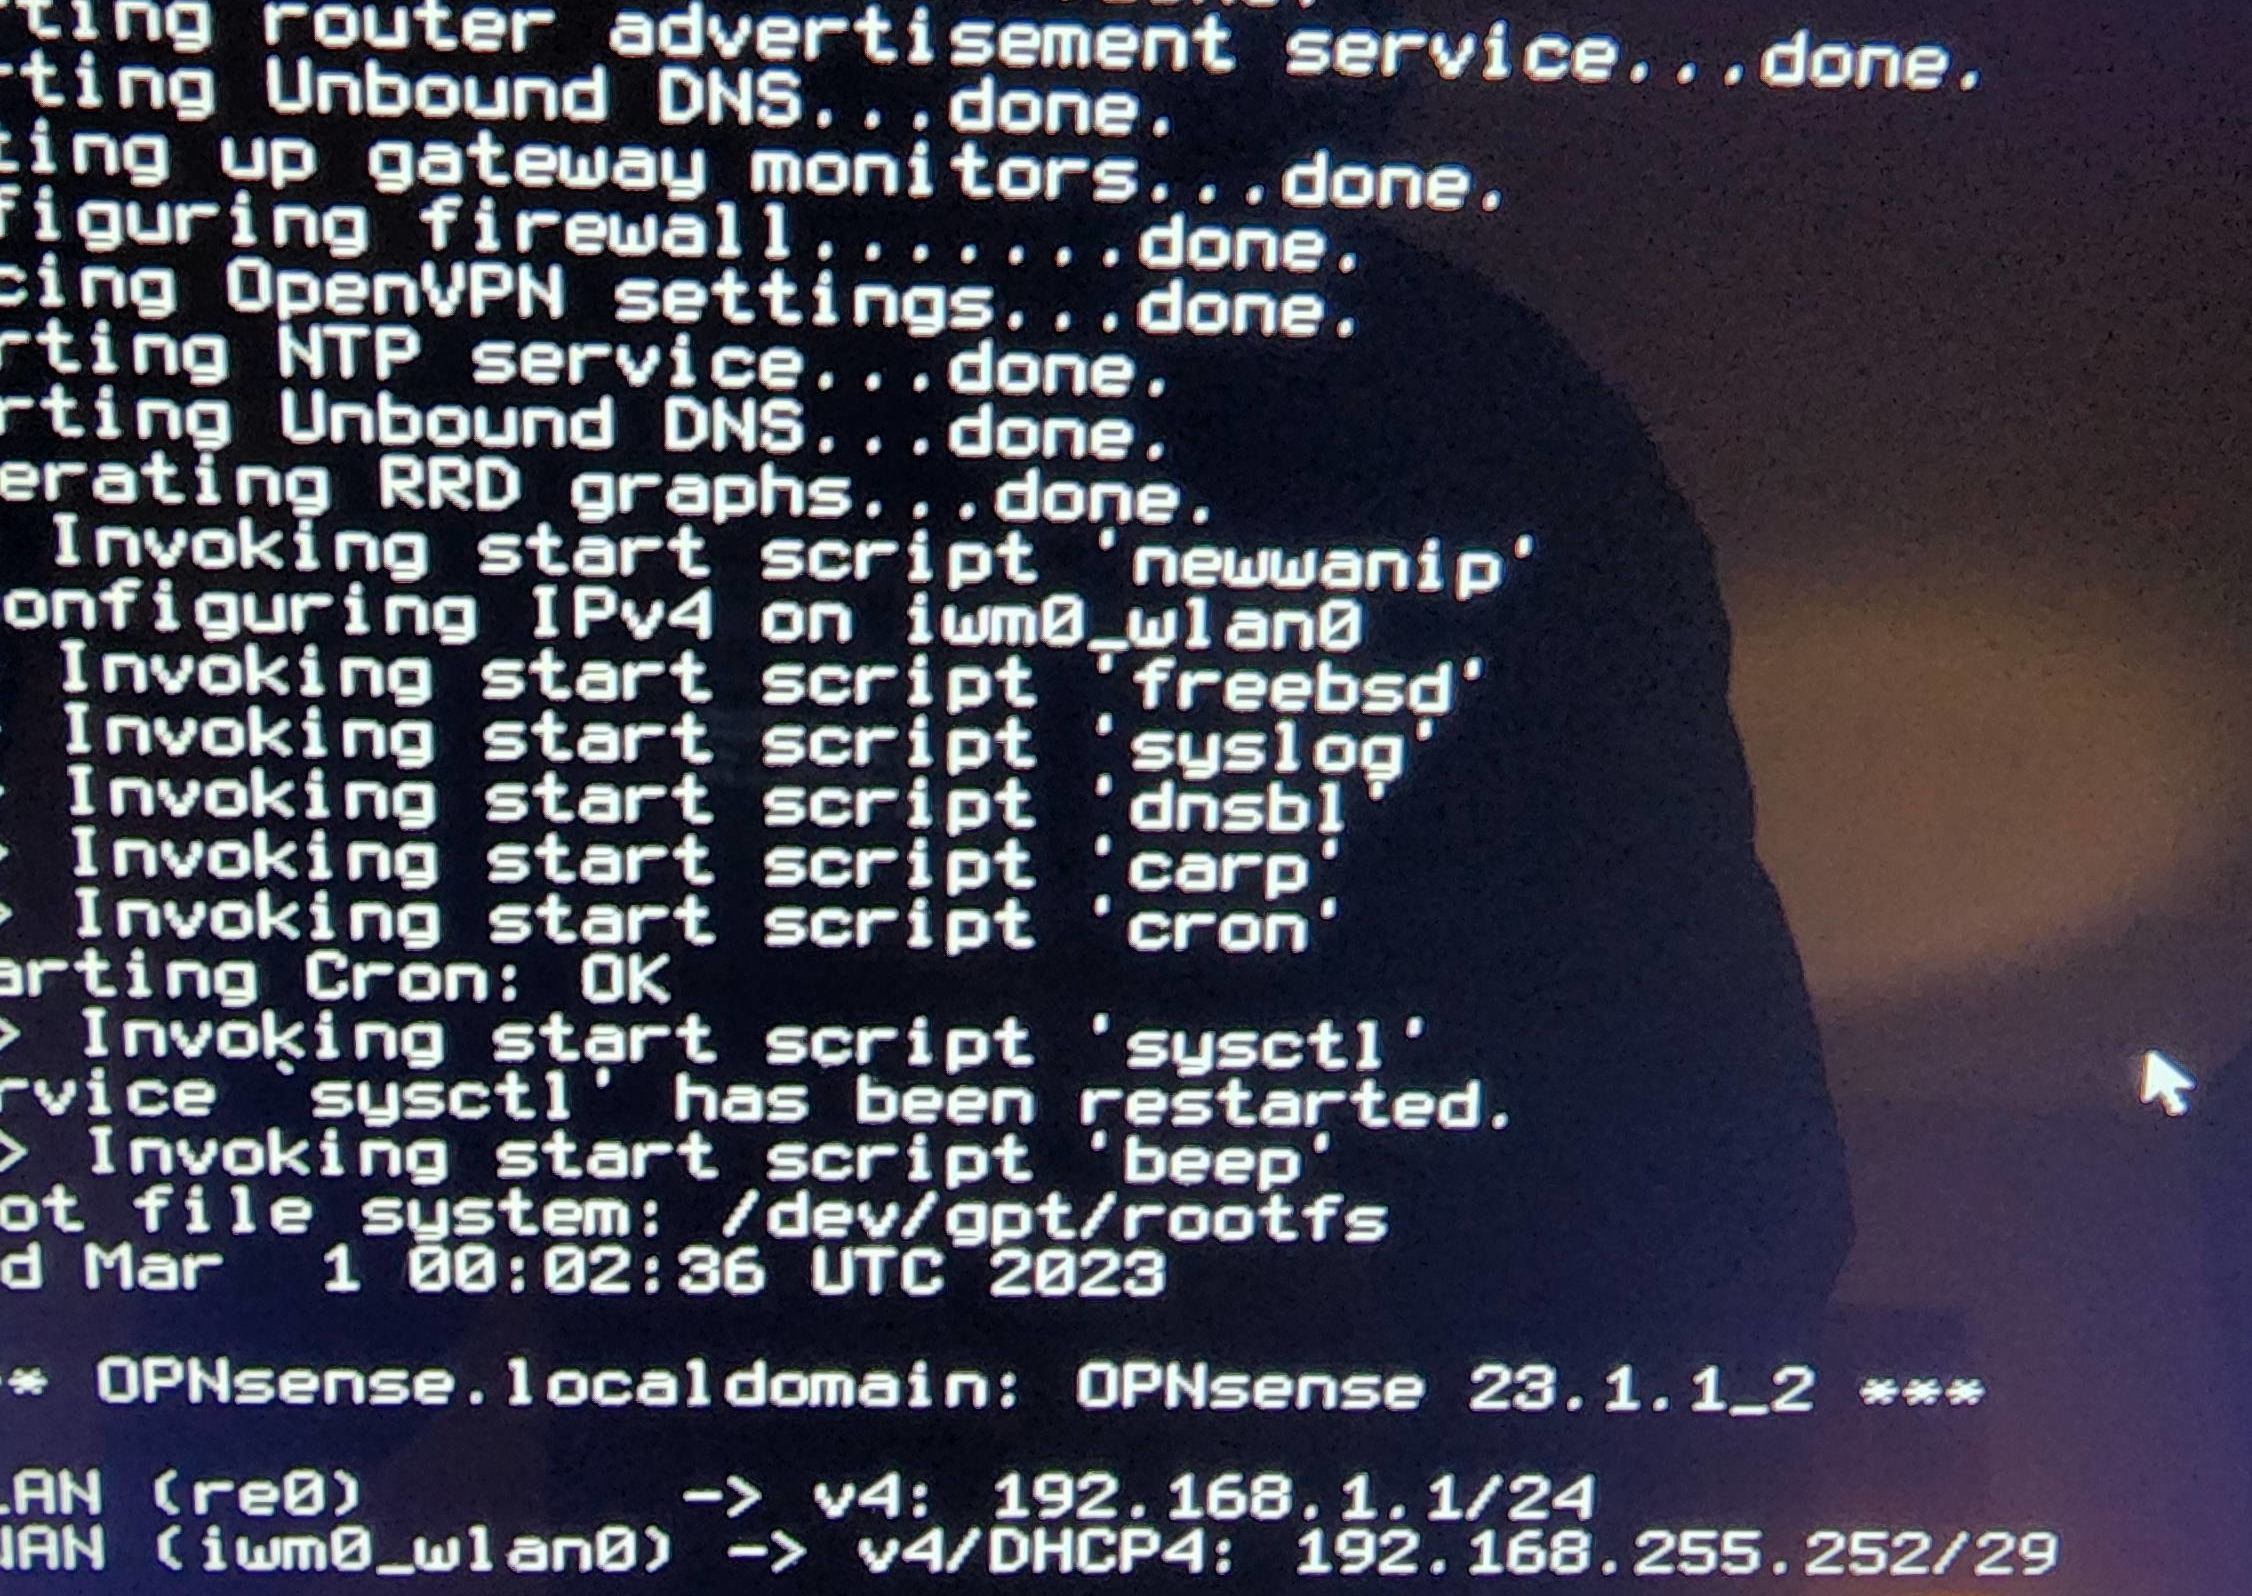 ting router advertisement service...done.
rting Unbound DNS...done.
ting up gateway monitors...done.
figuring firewall.......done.
cing OpenVPN settings...done.
rting NTP service...done.
rting Unbound DNS...done.
erating RRD graphs...done.
Invoking start script 'newwanip'
onfiguring IPv4 on iwm0_wlan0
Invoking start script 'freebsd'
Invoking start script 'syslog'
> Invoking start script 'dnsbl'
> Invoking start script 'carp'
> Invoking start script 'cron'
arting Cron: OK
> Invoking start script 'sysctl'
rvice `sysctl' has been restarted.
> Invoking start script 'beep'
ot file system: /dev/gpt/rootfs
d Mar  1 00:02:36 UTC 2023
** OPNsense.localdomain: OPNsense 23.1.1_2 ***
LAN (re0) -> v4: 192.168.1.1/24
WAN (iwm0_wlan0) -> v4/DHCP4: 192.168.255.252/29